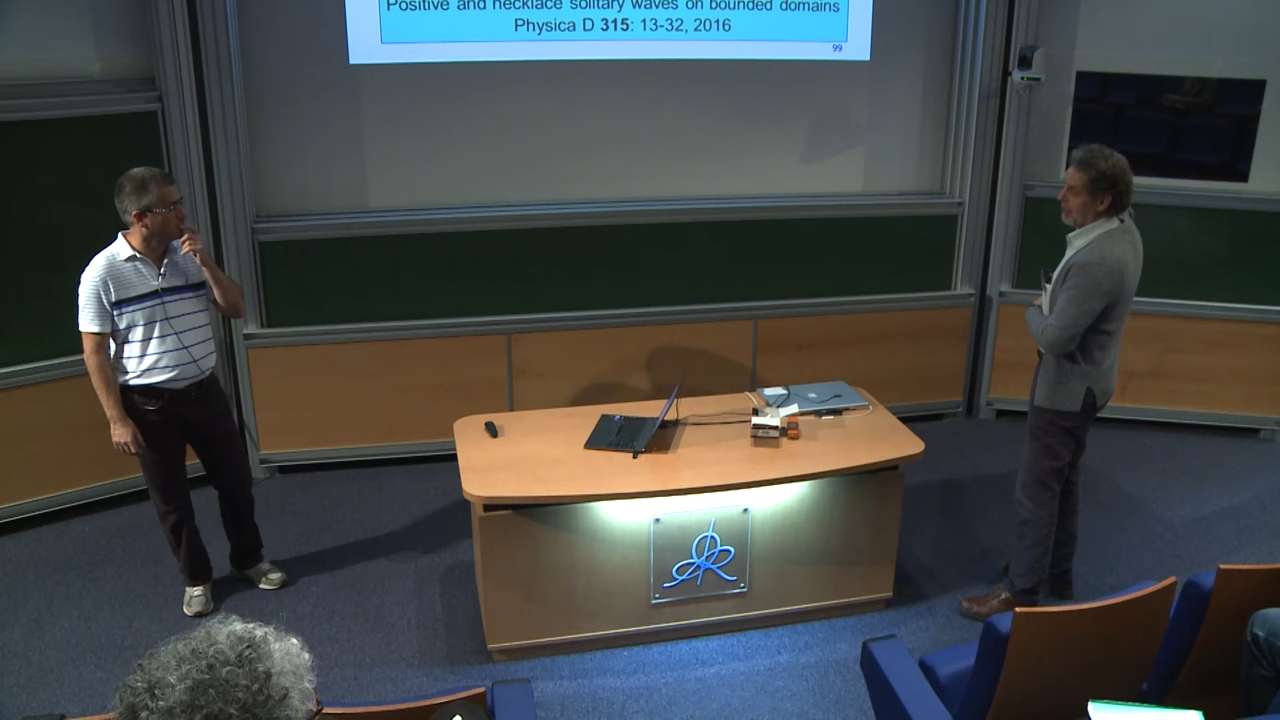 Positive and necklace solitary waves on bounded domains
Physica D 315: 13-32, 2016
99